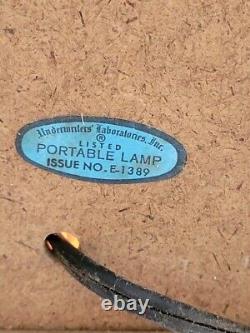 Underwriters' Laboratories, Inc.
®
LISTED
PORTABLE LAMP
ISSUE NO. E-1389